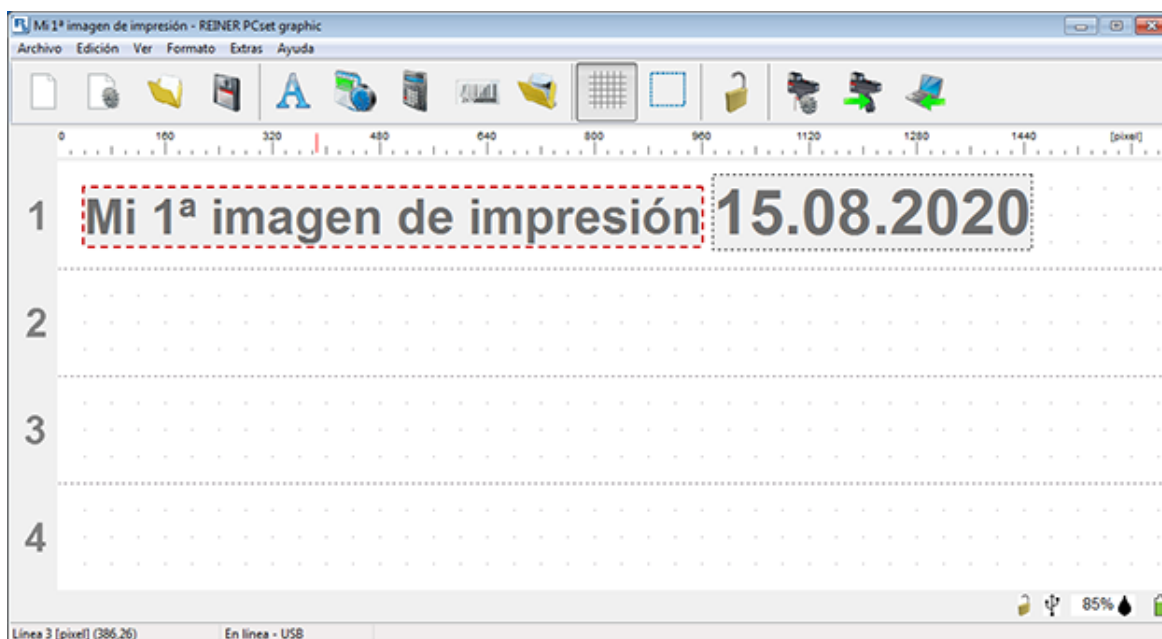 Mi 1ª imagen de impresión - REINER PCset graphic
Archivo Edición Ver Formato Extras Ayuda
0 160 320 480 640 800 960 1120 1280 1440 [pixel]
1 Mi 1ª imagen de impresión 15.08.2020
2
3
4
85%
Línea 3 [pixel] (386,26) En línea - USB